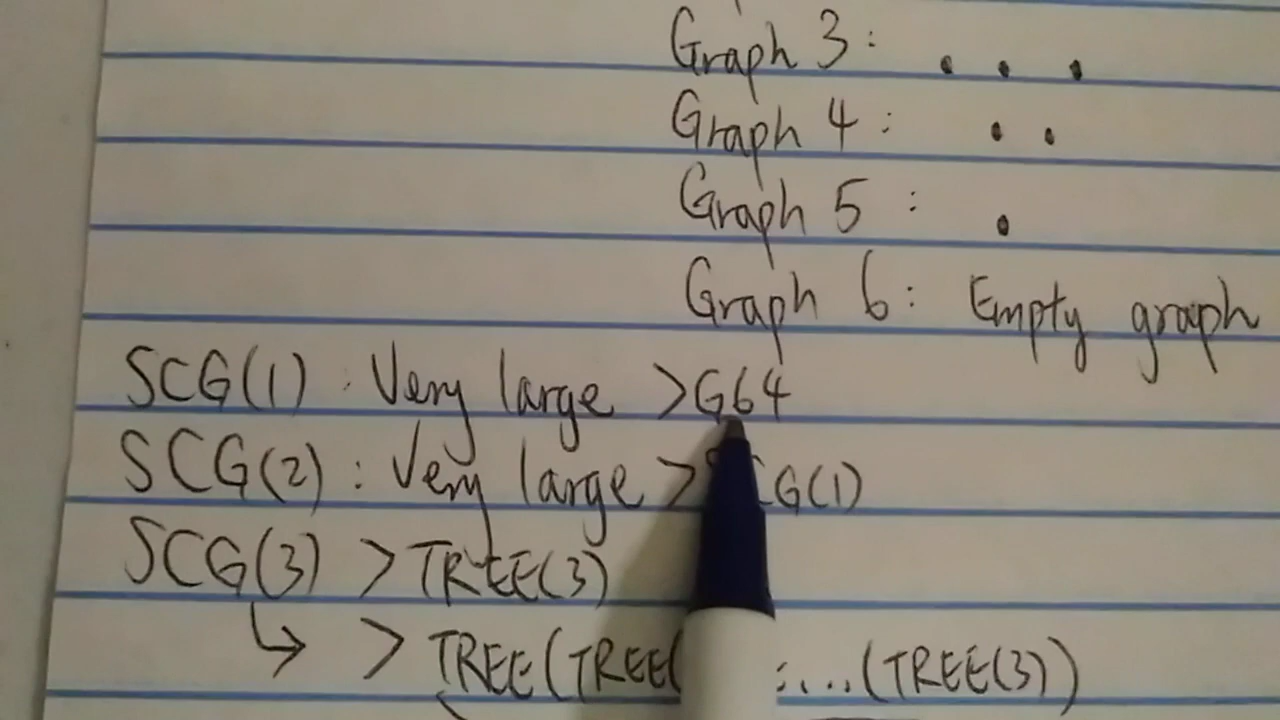 Graph 3:
Graph 4:
Graph 5:
Graph 6: Empty graph
SCG(1): Very large >G64
SCG(2): Very large > CG(1)
SCG(3) > TREE(3)
> TREE(TREE( ....(TREE(3))